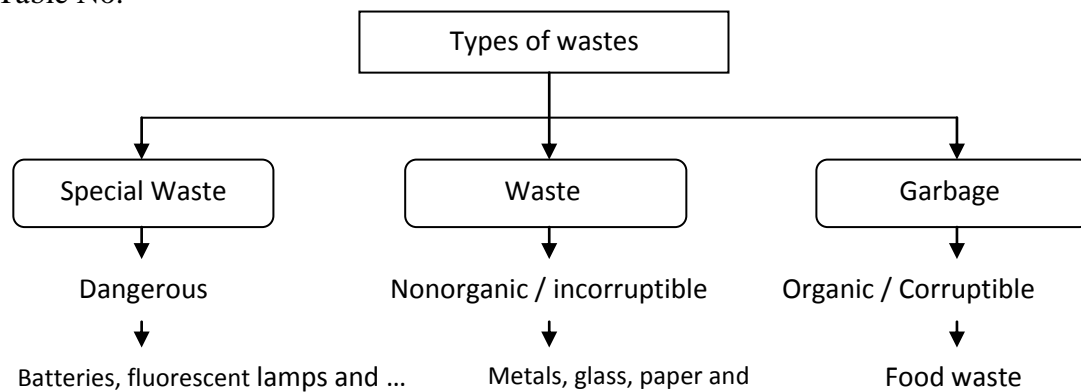 Table No.
Types of wastes
Special Waste
Waste
Garbage
Dangerous
Nonorganic / incorruptible
Organic / Corruptible
Batteries, fluorescent lamps and ...
Metals, glass, paper and
Food waste